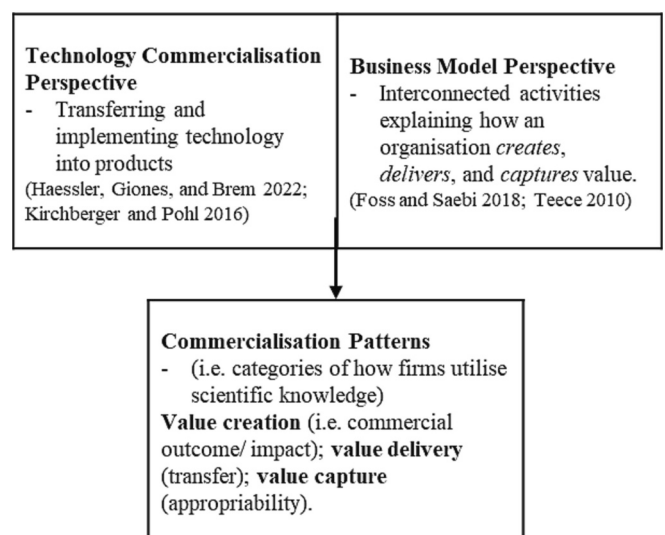 Technology Commercialisation
Perspective
- Transferring and
implementing technology
into products
(Haessler, Giones, and Brem 2022;
Kirchberger and Pohl 2016)
Business Model Perspective
- Interconnected activities
explaining how an
organisation creates,
delivers, and captures value.
(Foss and Saebi 2018; Teece 2010)
Commercialisation Patterns
- (i.e. categories of how firms utilise
scientific knowledge)
Value creation (i.e. commercial
outcome/ impact); value delivery
(transfer); value capture
(appropriability).